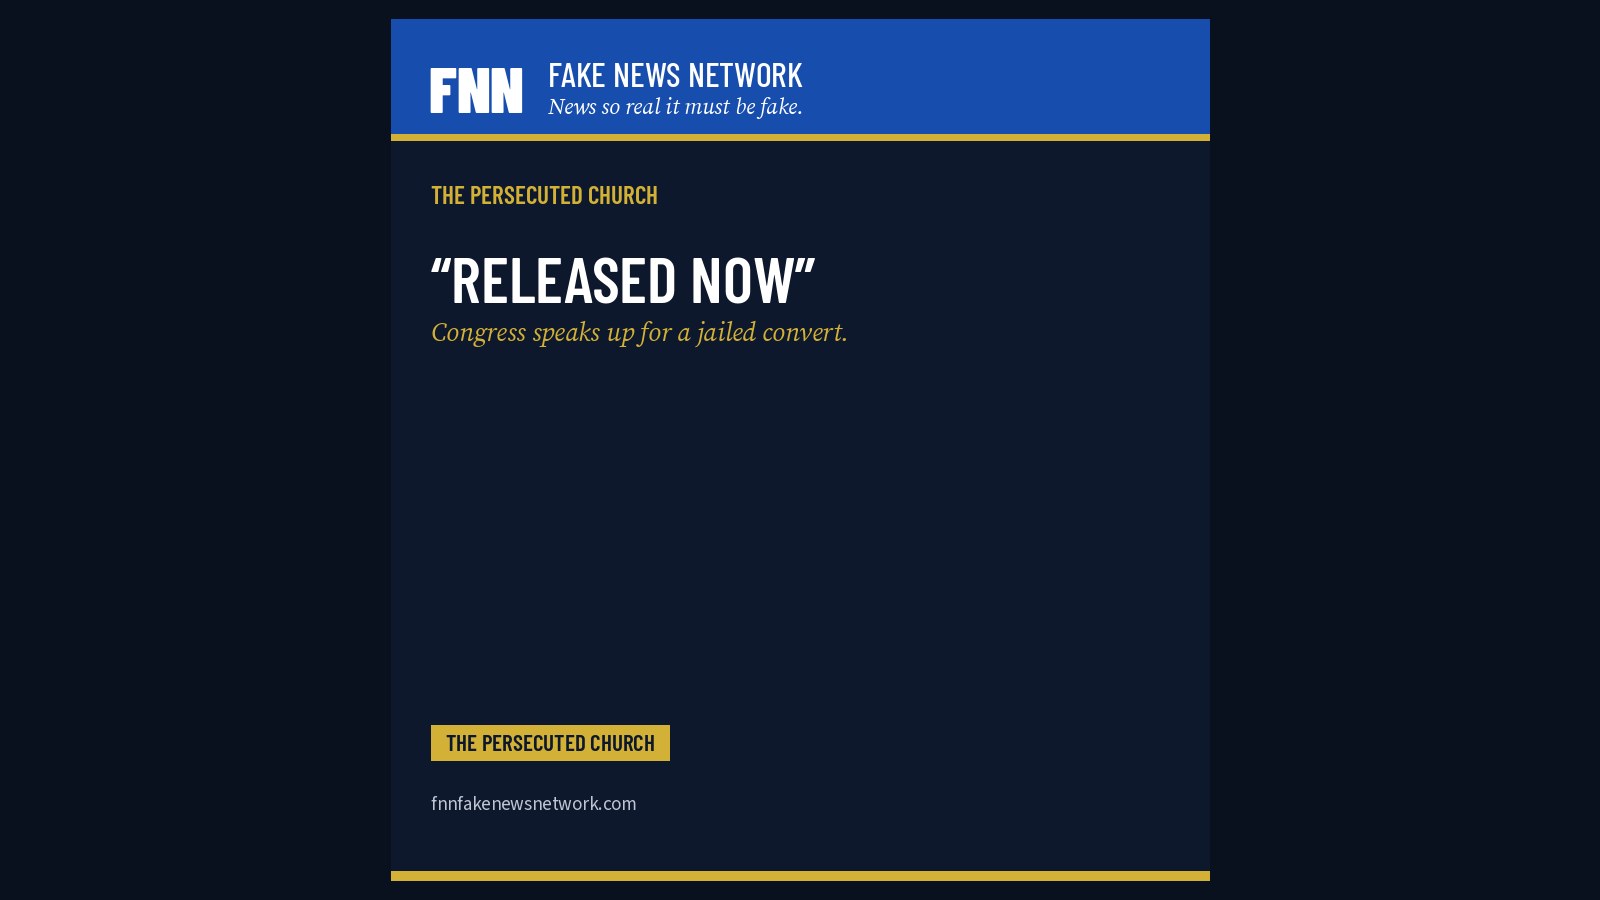 FNN
FAKE NEWS NETWORK
News so real it must be fake.
THE PERSECUTED CHURCH
“RELEASED NOW”
Congress speaks up for a jailed convert.
THE PERSECUTED CHURCH
fnnfakenewsnetwork.com